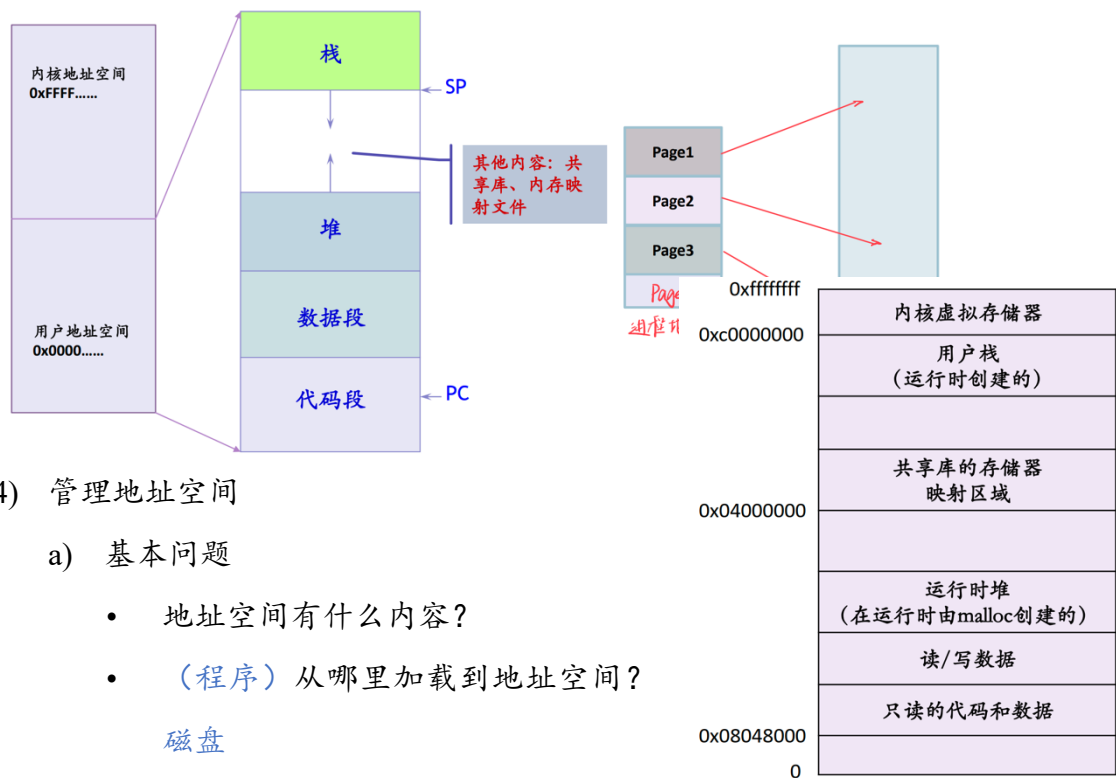 内核地址空间
0xFFFF......
用户地址空间
0x0000......
栈
SP
堆
数据段
代码段
PC
其他内容：共
享库、内存映
射文件
Page1
Page2
Page3
Page
进程
0xffffffff
内核虚拟存储器
0xc0000000
用户栈
（运行时创建的）
共享库的存储器
映射区域
0x04000000
运行时堆
（在运行时由malloc创建的）
读/写数据
只读的代码和数据
0x08048000
0
4) 管理地址空间
a) 基本问题
• 地址空间有什么内容？
• （程序）从哪里加载到地址空间？
磁盘